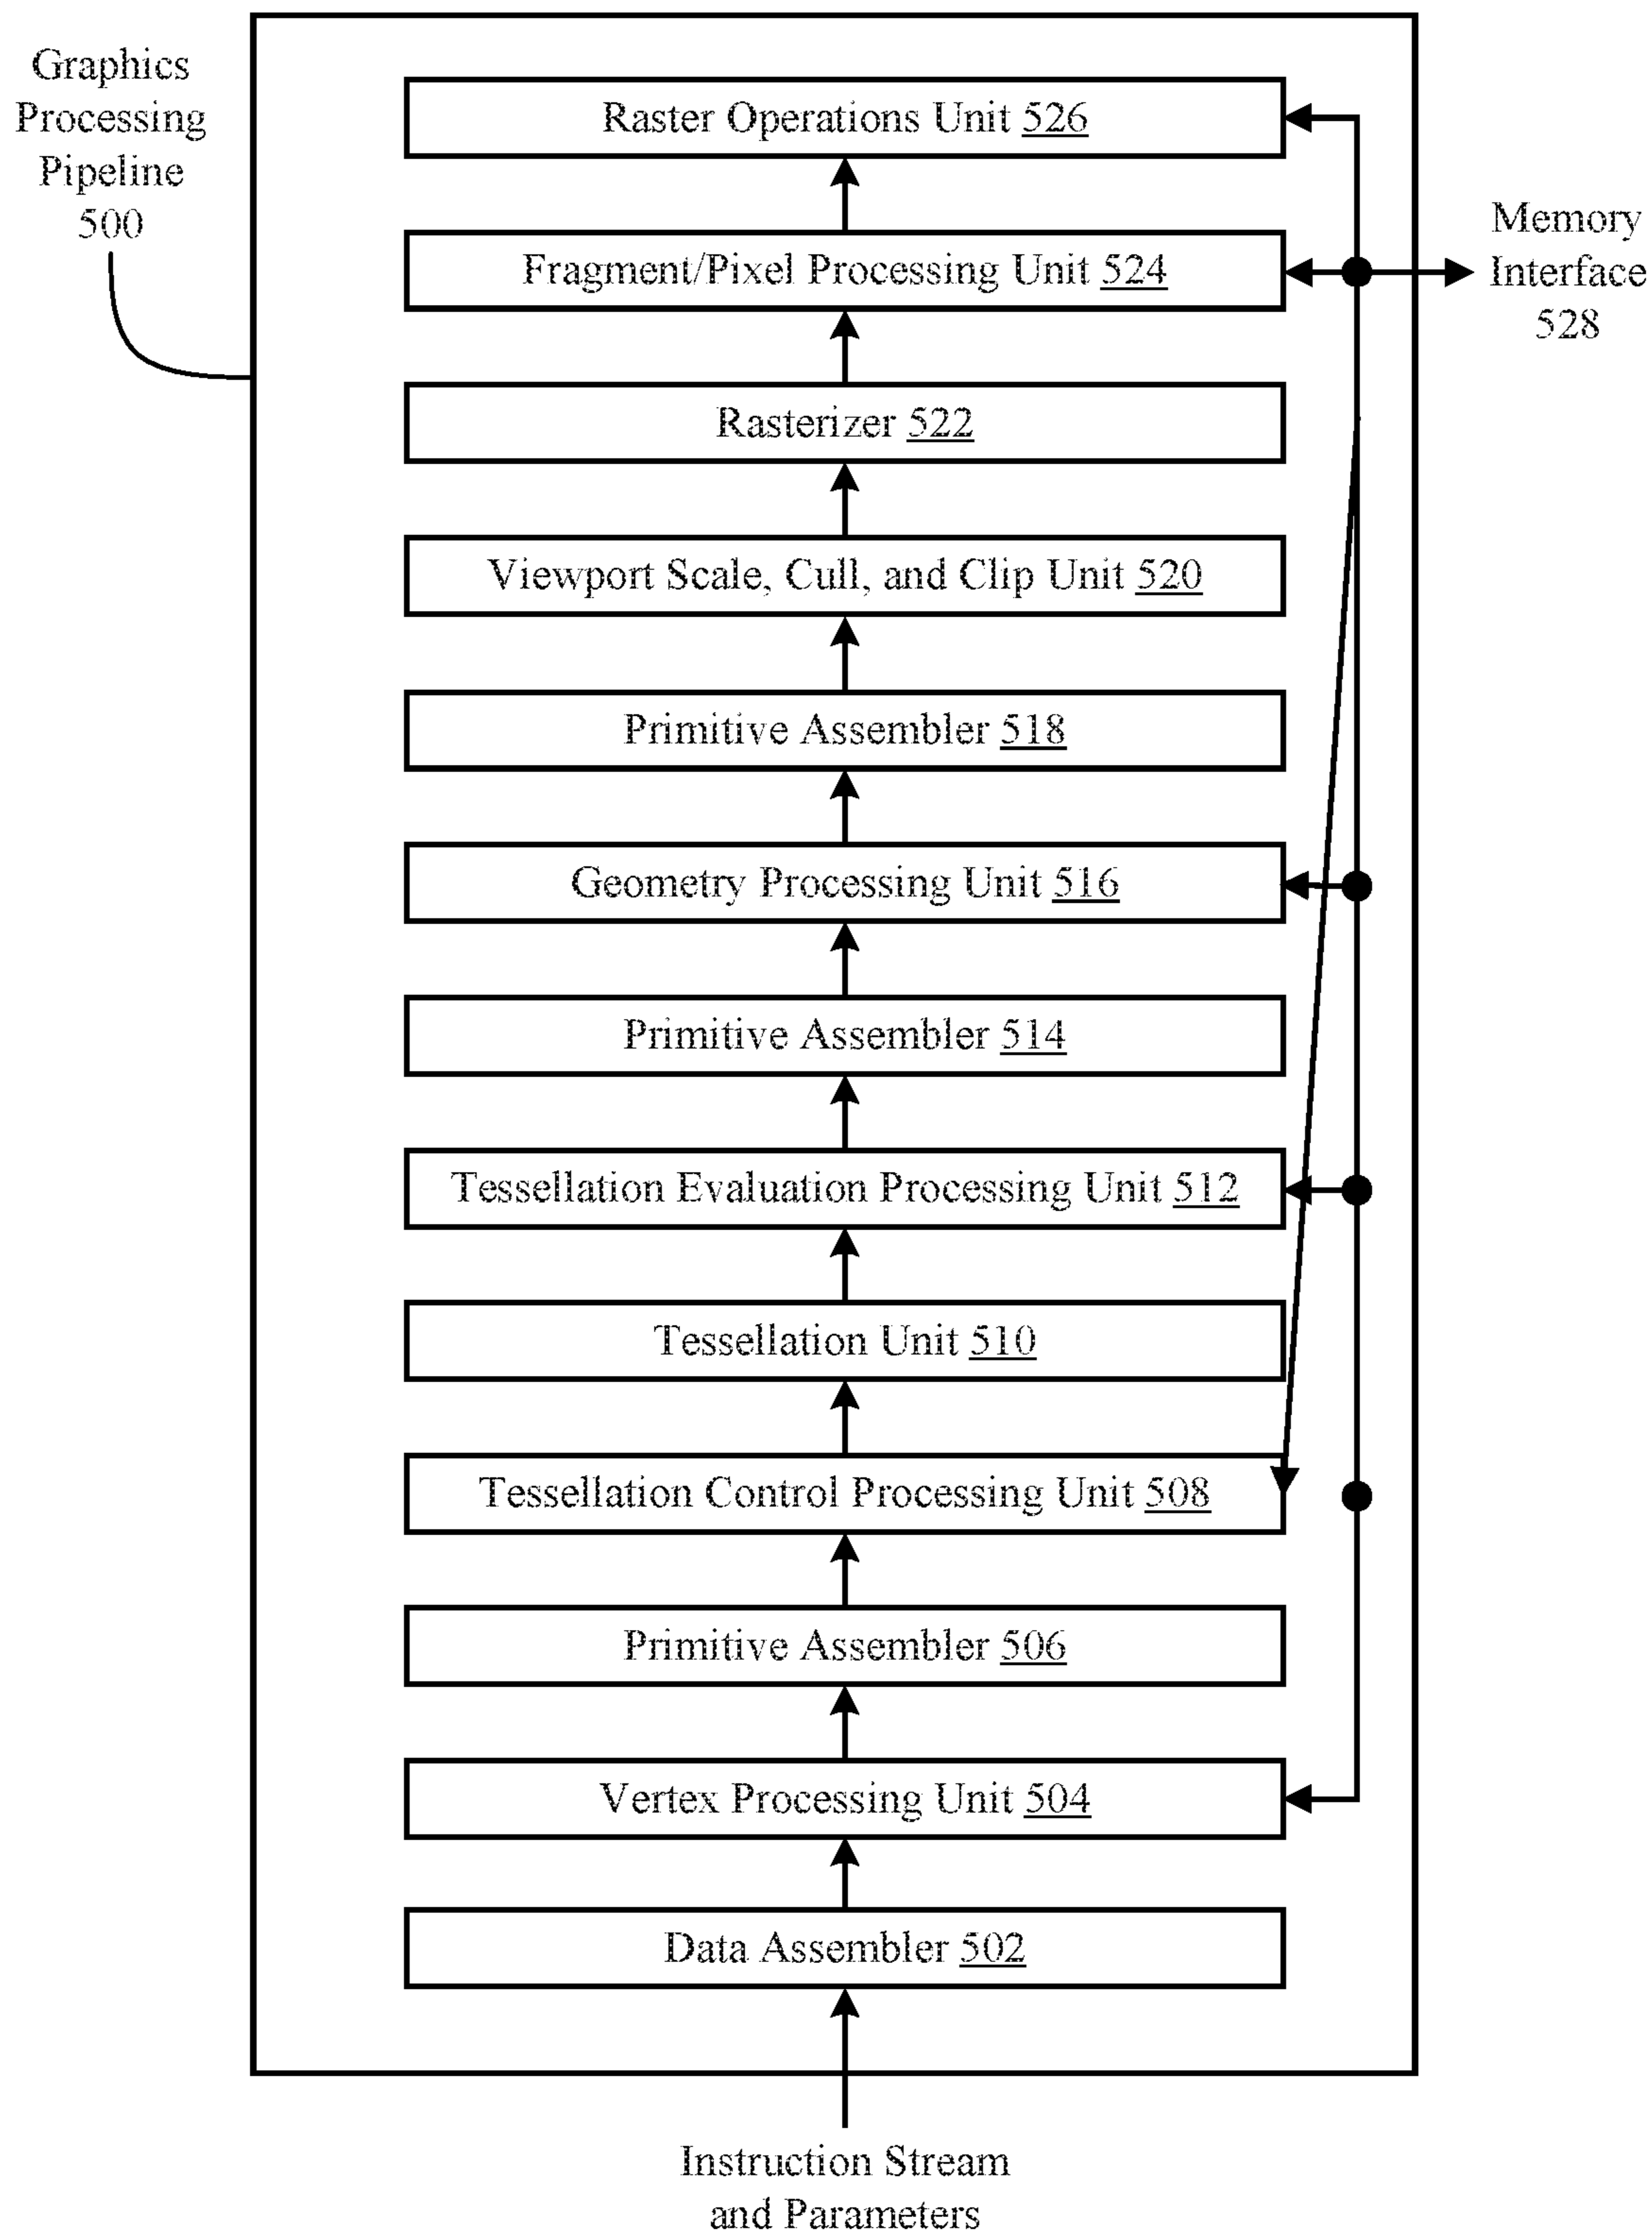 Graphics
Processing
Pipeline
500
Raster Operations Unit 526
Fragment/Pixel Processing Unit 524
Memory
Interface
528
Rasterizer 522
Viewport Scale, Cull, and Clip Unit 520
Primitive Assembler 518
Geometry Processing Unit 516
Primitive Assembler 514
Tessellation Evaluation Processing Unit 512
Tessellation Unit 510
Tessellation Control Processing Unit 508
Primitive Assembler 506
Vertex Processing Unit 504
Data Assembler 502
Instruction Stream
and Parameters